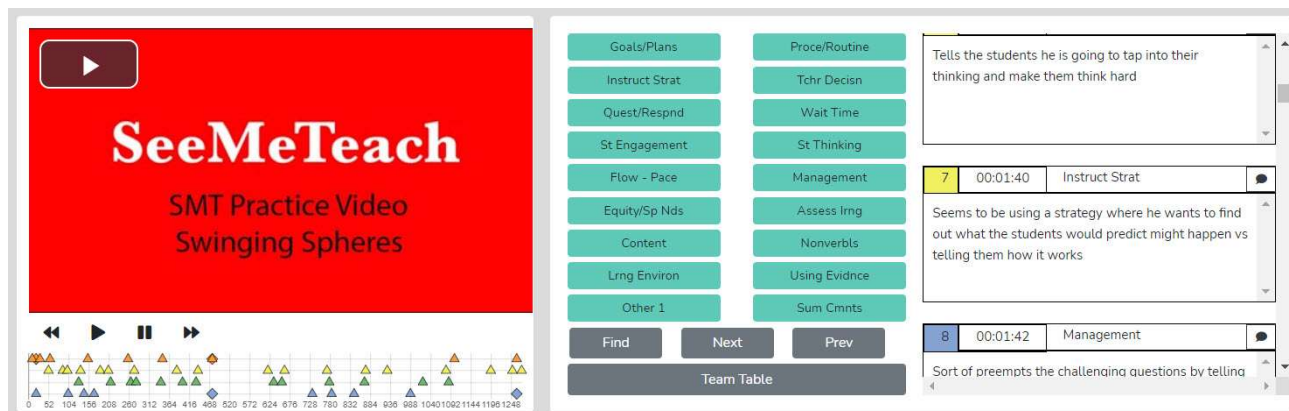 SeeMeTeach
SMT Practice Video
Swinging Spheres
0 52 104 156 208 260 312 364 416 468 520 572 624 676 728 780 832 884 936 988 1040 1092 1144 1196 1248
Goals/Plans
Proce/Routine
Instruct Strat
Tchr Decisn
Quest/Respnd
Wait Time
St Engagement
St Thinking
Flow - Pace
Management
Equity/Sp Nds
Assess lrng
Content
Nonverbls
Lrng Environ
Using Evidnce
Other 1
Sum Cmnts
Find
Next
Prev
Team Table
Tells the students he is going to tap into their
thinking and make them think hard
7 00:01:40 Instruct Strat
Seems to be using a strategy where he wants to find
out what the students would predict might happen vs
telling them how it works
8 00:01:42 Management
Sort of preempts the challenging questions by telling